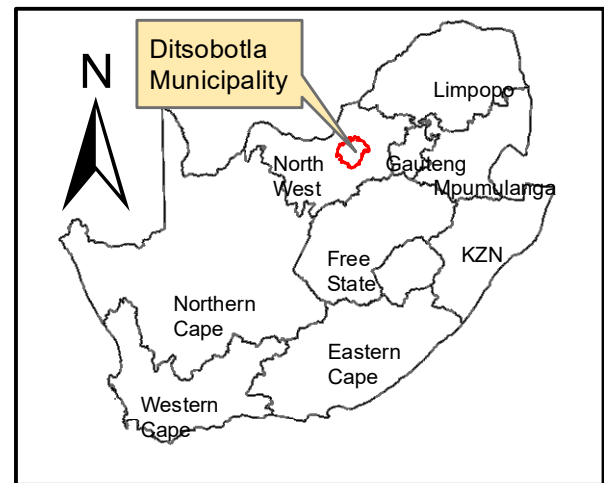 Ditsobotla
Municipality
N
Limpopo
North
West
Gauteng
Mpumulanga
Free
State
KZN
Northern
Cape
Eastern
Cape
Western
Cape